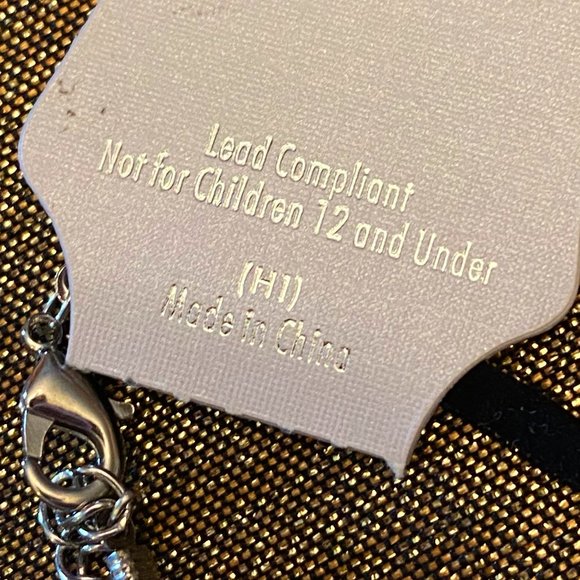 Lead Compliant
Not for Children 12 and Under
(H1)
Made in China